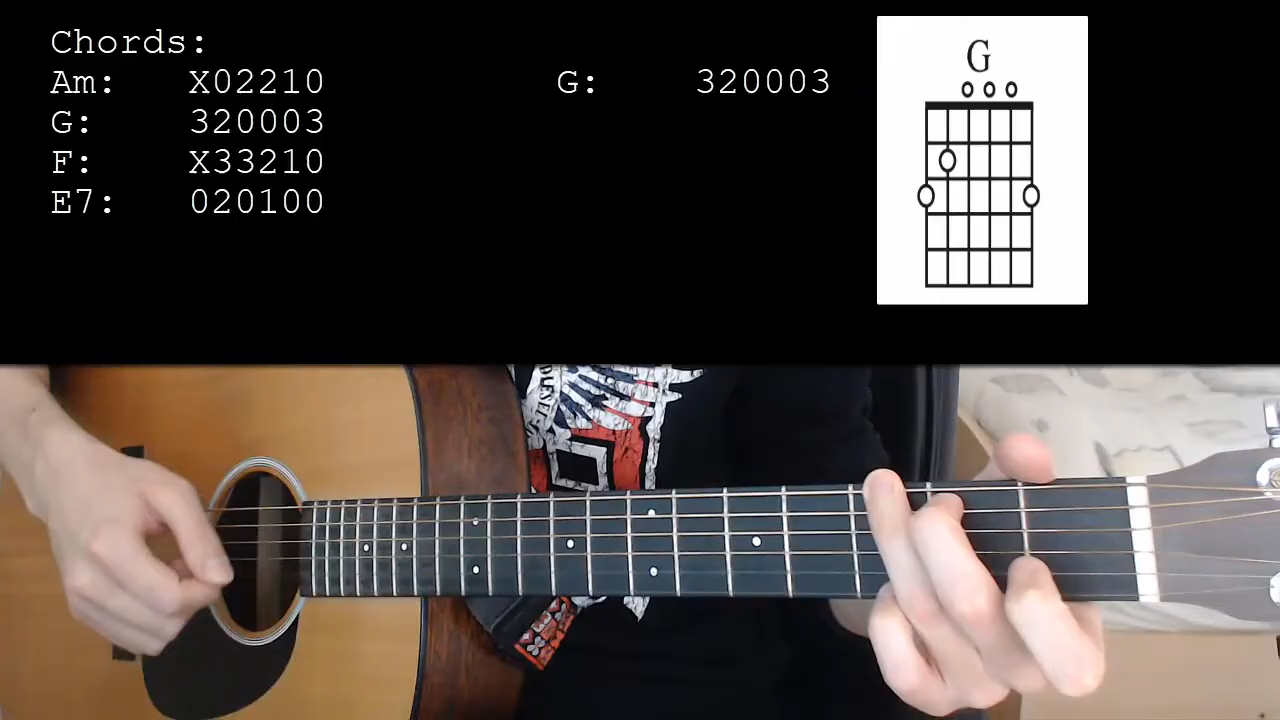 Chords:
Am: X02210
G: 320003
F: X33210
E7: 020100
G: 320003
G